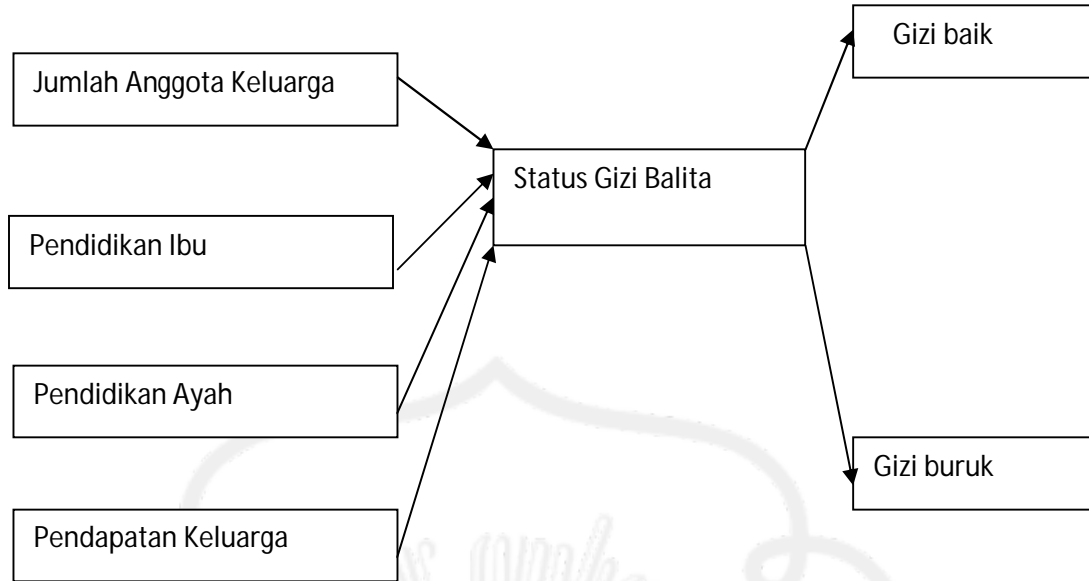 Jumlah Anggota Keluarga
Pendidikan Ibu
Pendidikan Ayah
Pendapatan Keluarga
Status Gizi Balita
Gizi baik
Gizi buruk